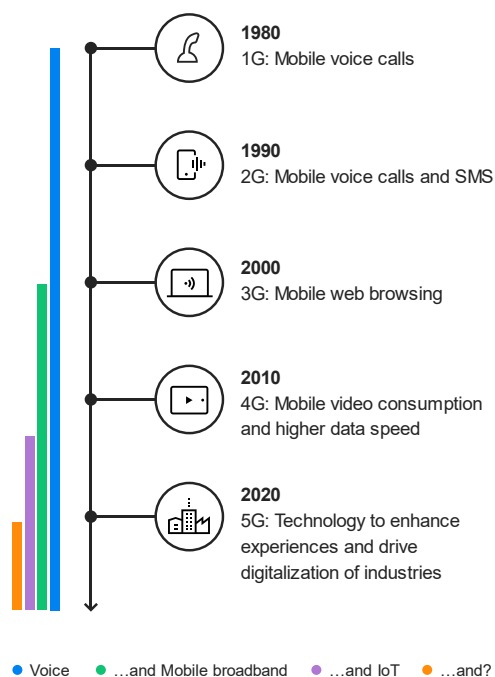 1980
1G: Mobile voice calls
1990
2G: Mobile voice calls and SMS
2000
3G: Mobile web browsing
2010
4G: Mobile video consumption
and higher data speed
2020
5G: Technology to enhance
experiences and drive
digitalization of industries
Voice …and Mobile broadband …and IoT …and?